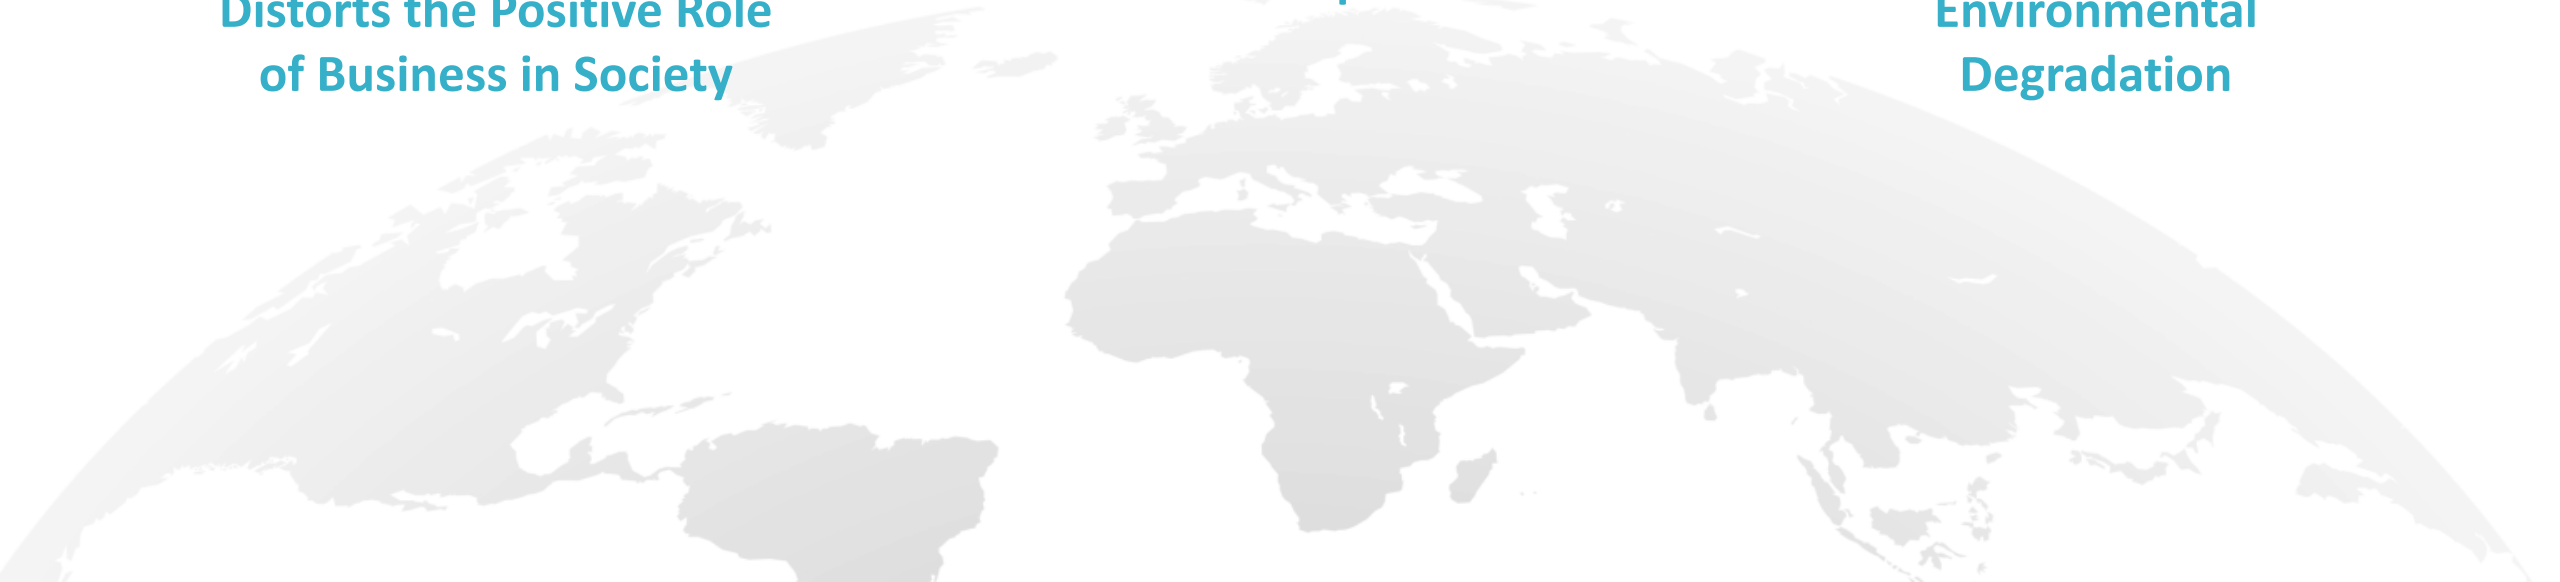 Distorts the Positive Role
of Business in Society
Environmental
Degradation